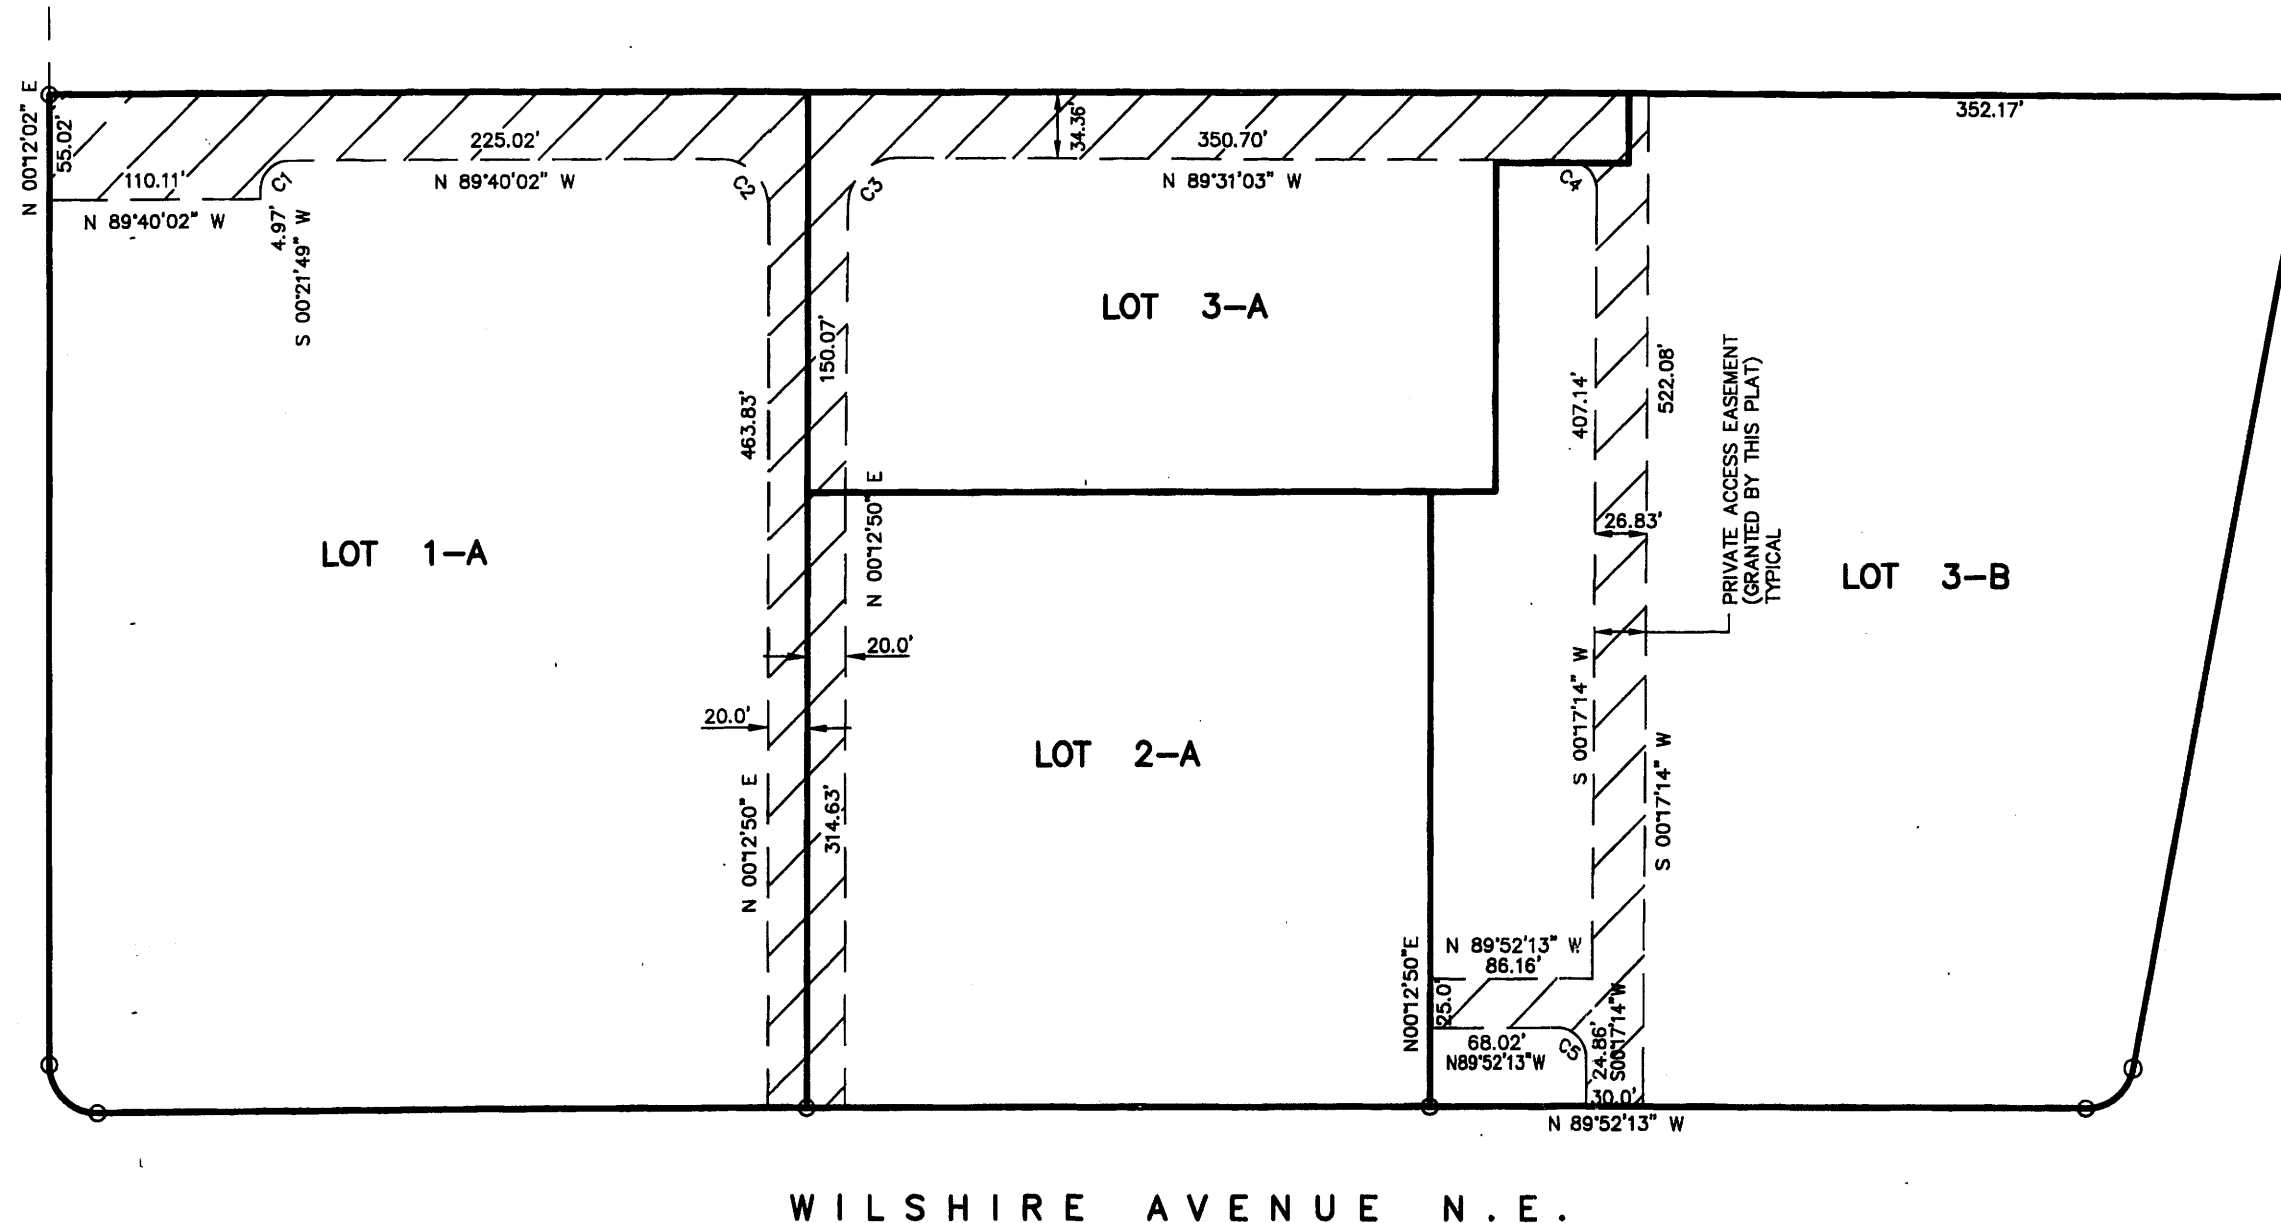 N 00°12'02" E
55.02'
110.11'
N 89°40'02" W
C1
4.97'
S 00°21'49" W
225.02'
N 89°40'02" W
C2
C3
34.36'
350.70'
N 89°31'03" W
C4
352.17'
LOT 3-A
150.07'
463.83'
N 00°12'50" E
407.14'
522.08'
PRIVATE ACCESS EASEMENT
(GRANTED BY THIS PLAT)
TYPICAL
26.83'
LOT 1-A
LOT 3-B
20.0'
20.0'
S 00°17'14" W
S 00°17'14" W
LOT 2-A
N 00°12'50" E
314.63'
N00°12'50"E
N 89°52'13" W
86.16'
25.0'
68.02'
N89°52'13"W
C5
24.86'
S00°17'14"W
30.0'
N 89°52'13" W
WILSHIRE AVENUE N.E.